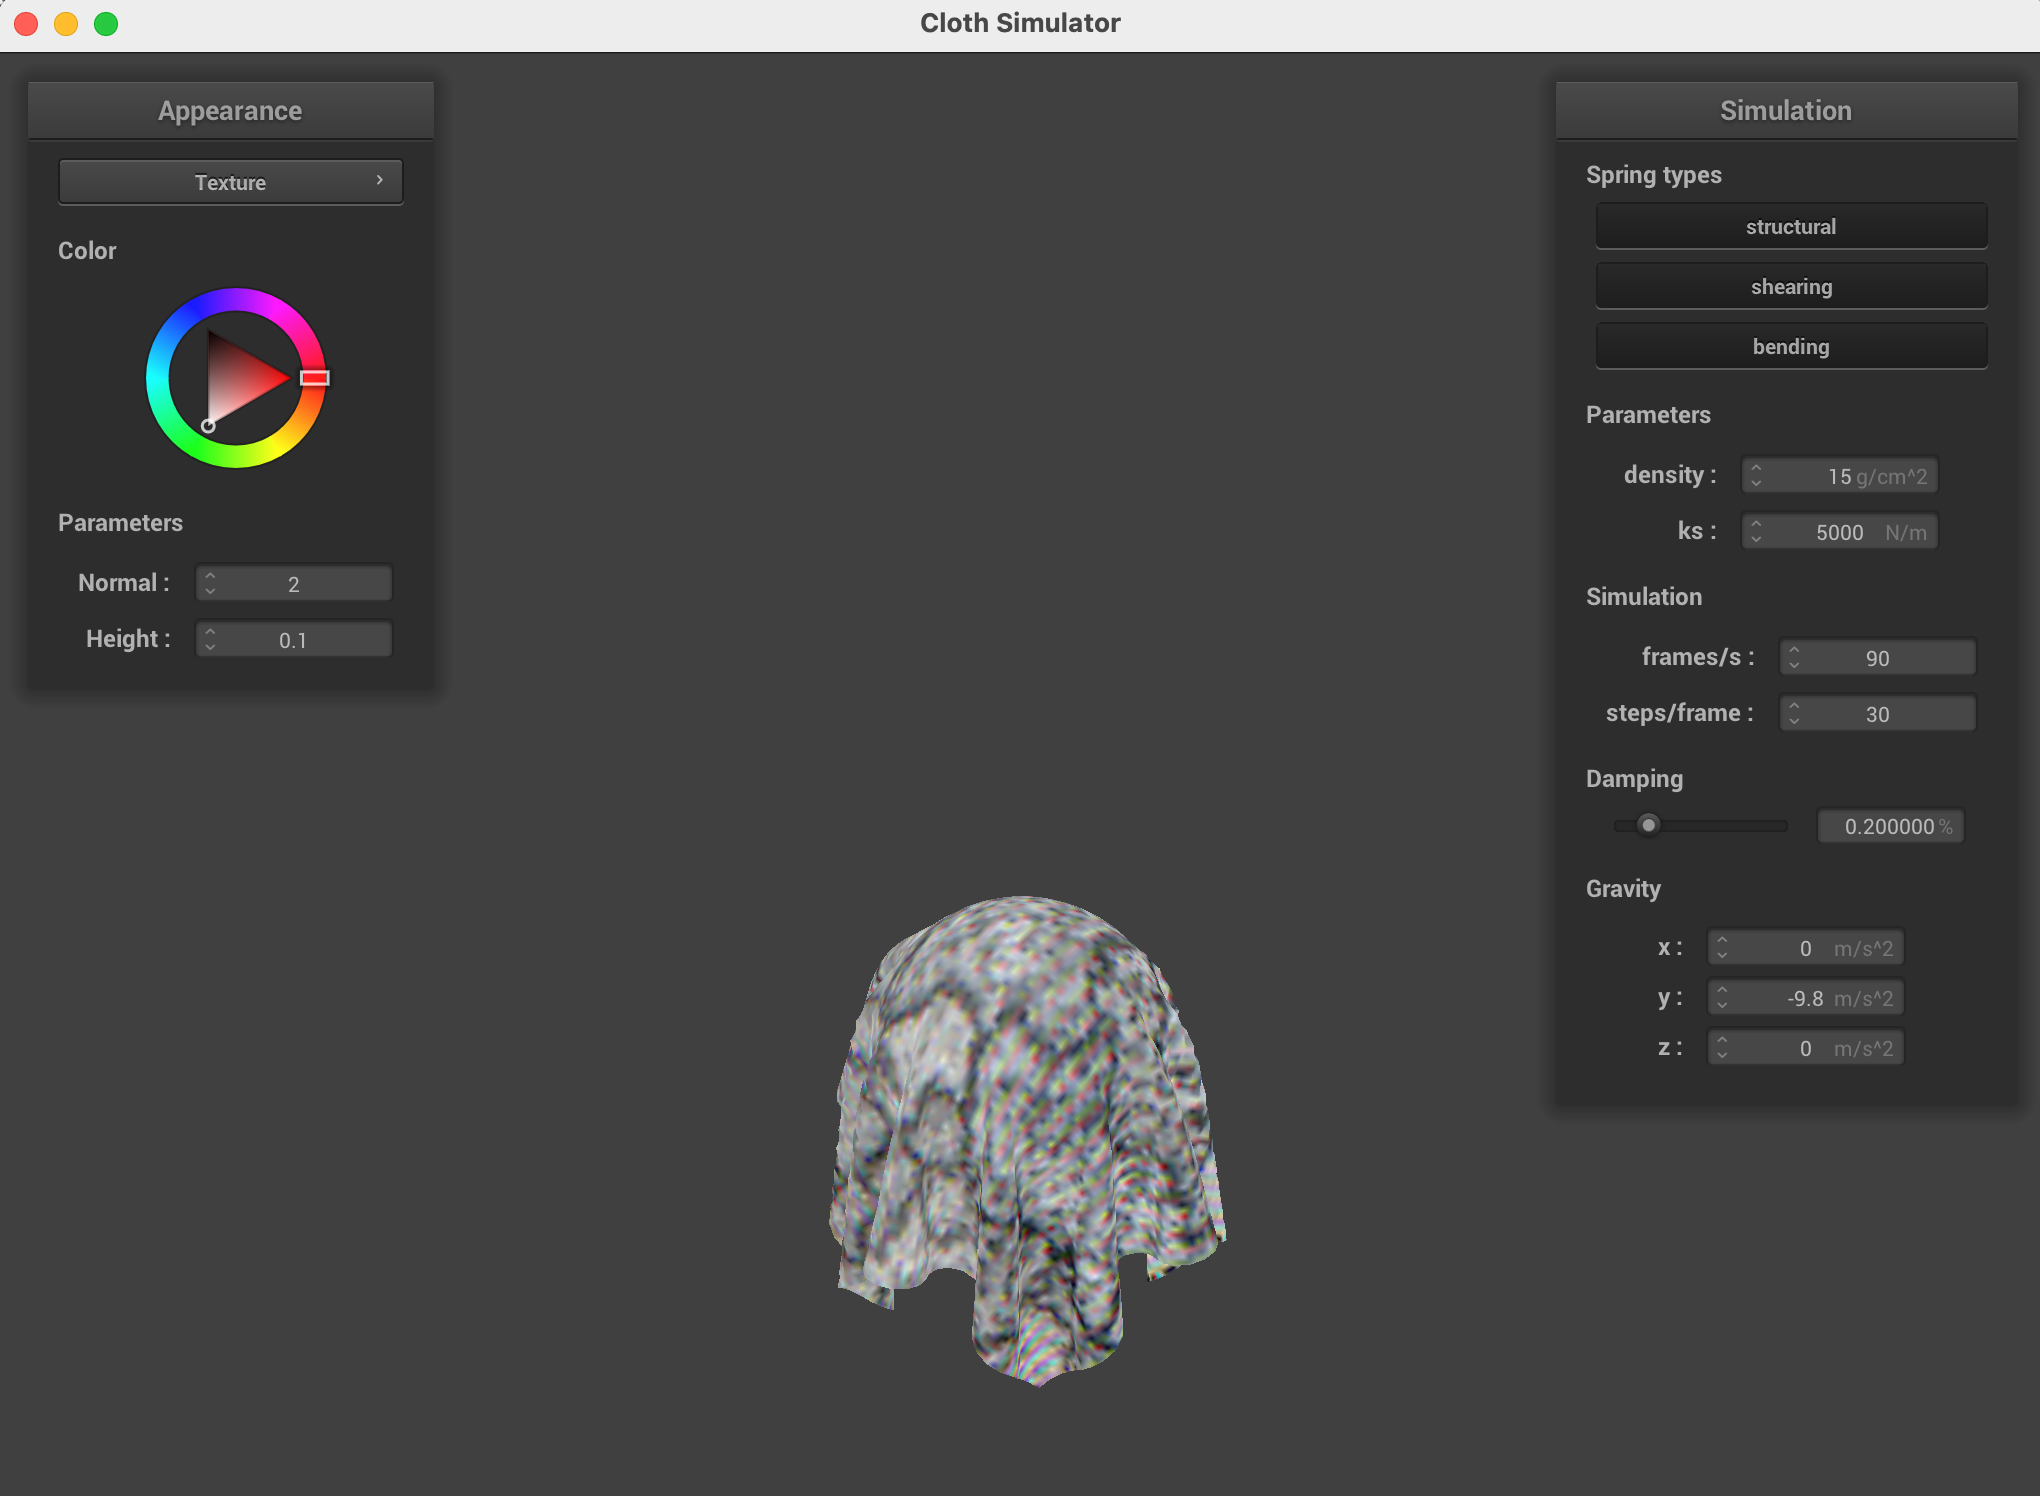 Cloth Simulator
Appearance
Texture
Color
Parameters
Normal : 2
Height : 0.1
Simulation
Spring types
structural
shearing
bending
Parameters
density : 15 g/cm^2
ks : 5000 N/m
Simulation
frames/s : 90
steps/frame : 30
Damping
0.200000 %
Gravity
x : 0 m/s^2
y : -9.8 m/s^2
z : 0 m/s^2